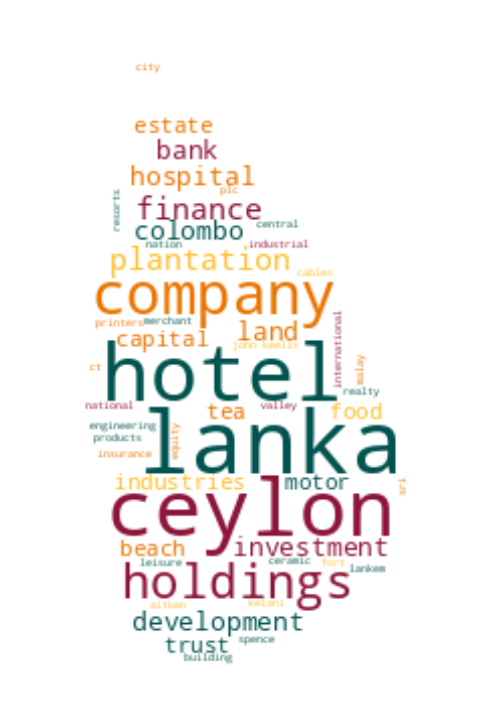 city
estate
bank
hospital
plc
resorts
finance
colombo
central
nation
industrial
plantation
cables
company
printers
merchant
international
capital
land
john keells
hotel
ct
malay
realty
national
tea
valley
food
lanka
engineering
products
equity
insurance
industries
motor
sri
ceylon
beach
investment
leisure
ceramic
fort
lankem
holdings
aitken
kelani
development
trust
spence
building